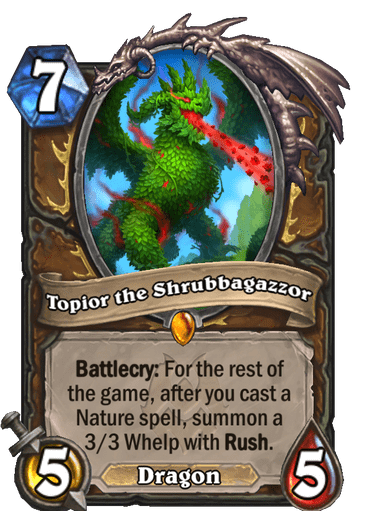 7
Topior the Shrubbagazzor
Battlecry: For the rest of
the game, after you cast a
Nature spell, summon a
3/3 Whelp with Rush.
5
Dragon
5